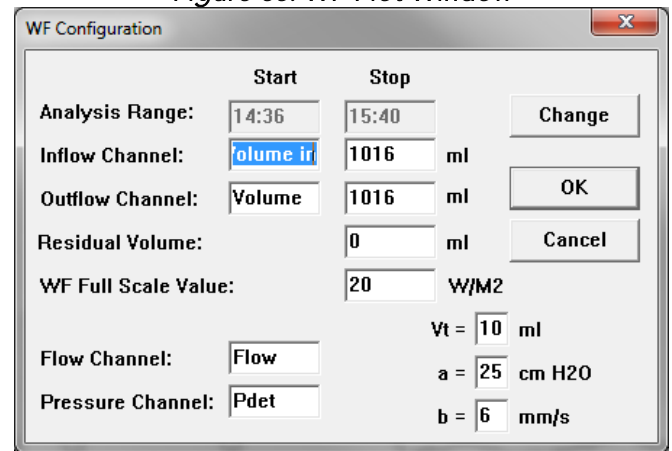 WF Configuration
Start Stop
Analysis Range: 14:36 15:40 Change
Inflow Channel: olume in 1016 ml
Outflow Channel: Volume 1016 ml OK
Residual Volume: 0 ml Cancel
WF Full Scale Value: 20 W/M2
Vt = 10 ml
Flow Channel: Flow
a = 25 cm H2O
Pressure Channel: Pdet
b = 6 mm/s